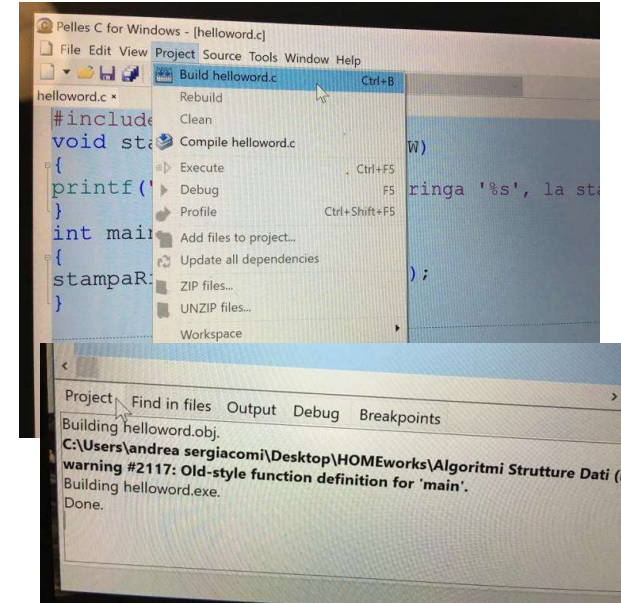 Pelles C for Windows - [helloword.c]
File Edit View Project Source Tools Window Help
Build helloword.c Ctrl+B
helloword.c *
Rebuild
#include
Clean
void sta W)
Compile helloword.c
{
Execute Ctrl+F5
printf(" ringa '%s', la sta
Debug F5
}
Profile Ctrl+Shift+F5
int main
Add files to project...
{
Update all dependencies
stampaRi );
ZIP files...
}
UNZIP files...
Workspace
Project Find in files Output Debug Breakpoints
Building helloword.obj.
C:\Users\andrea sergiacomi\Desktop\HOMEworks\Algoritmi Strutture Dati (
warning #2117: Old-style function definition for 'main'.
Building helloword.exe.
Done.